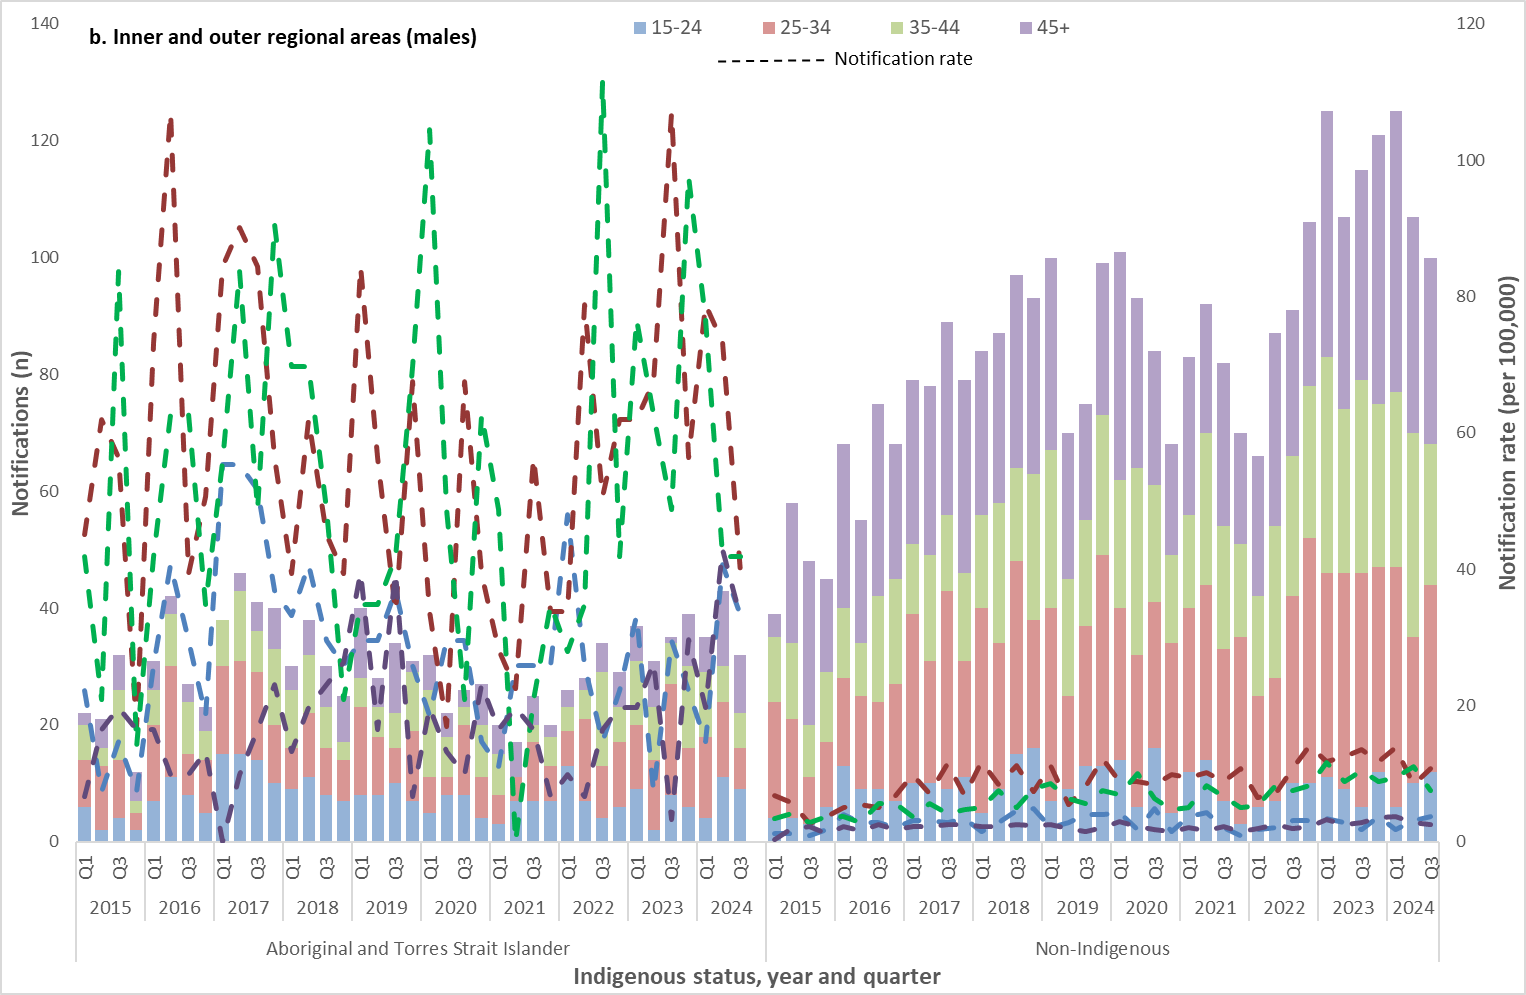 140
120
b. Inner and outer regional areas (males)
15-24
25-34
35-44
45+
Notification rate
120
100
80
60
40
20
0
100
80
60
40
20
0
Notifications (n)
Notification rate (per 100,000)
Q1 Q3 Q1 Q3 Q1 Q3 Q1 Q3 Q1 Q3 Q1 Q3 Q1 Q3 Q1 Q3 Q1 Q3 Q1 Q3 Q1 Q3 Q1 Q3 Q1 Q3 Q1 Q3 Q1 Q3 Q1 Q3 Q1 Q3 Q1 Q3 Q1 Q3 Q1 Q3
2015 2016 2017 2018 2019 2020 2021 2022 2023 2024 2015 2016 2017 2018 2019 2020 2021 2022 2023 2024
Aboriginal and Torres Strait Islander
Non-Indigenous
Indigenous status, year and quarter